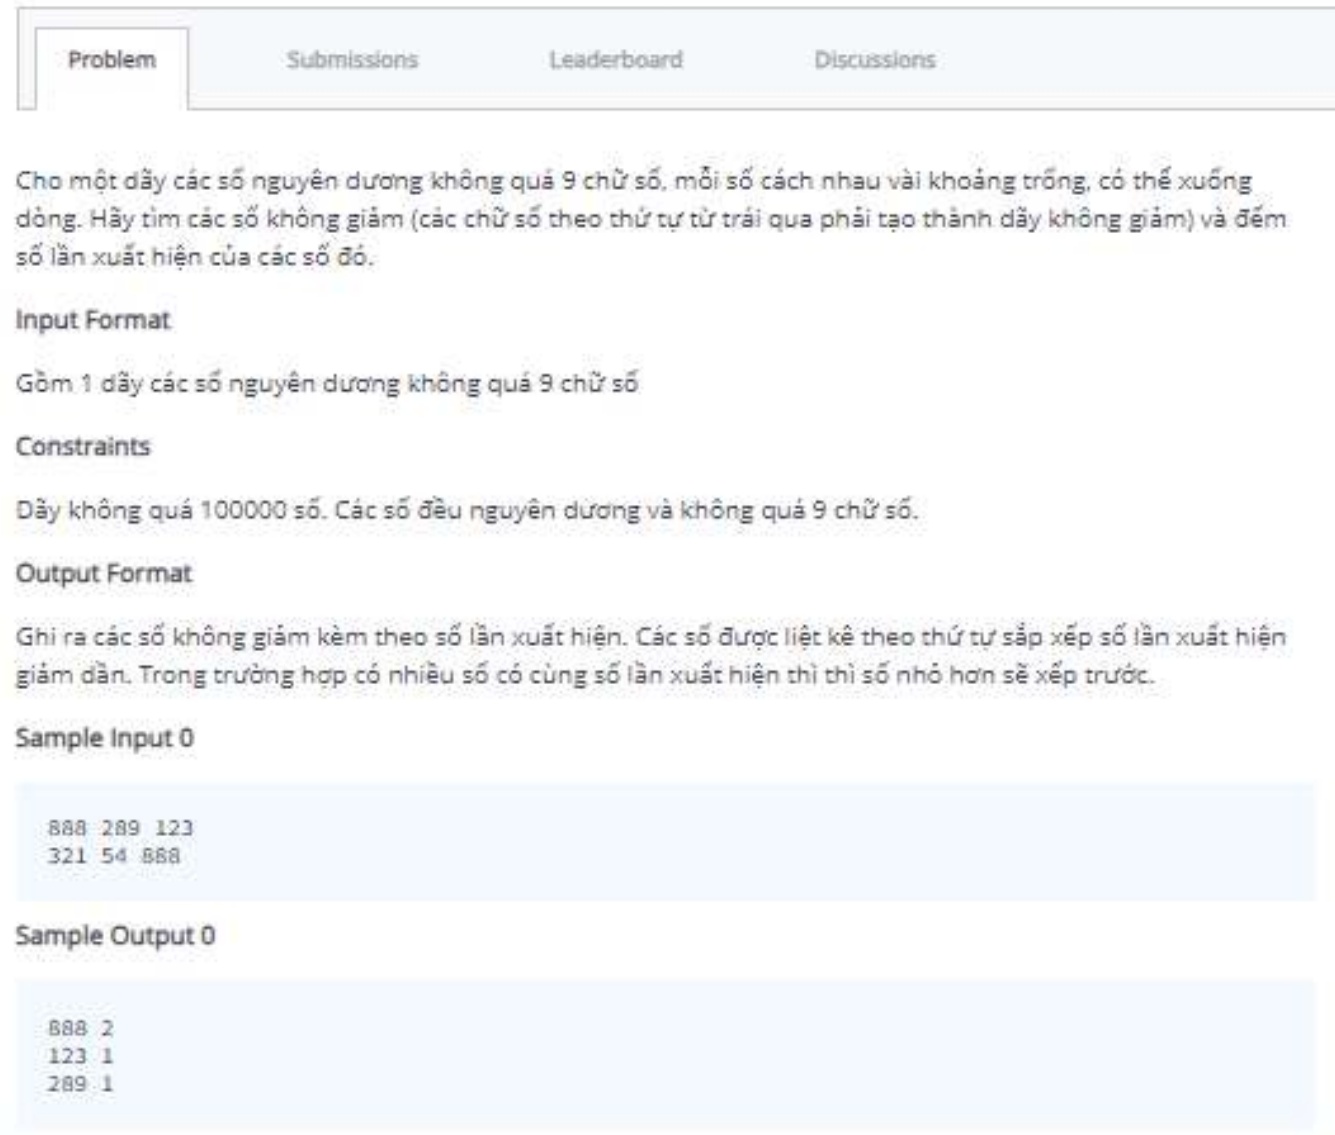 Problem Submissions Leaderboard Discussions
Cho một dãy các số nguyên dương không quá 9 chữ số, mỗi số cách nhau vài khoảng trống, có thể xuống
dòng. Hãy tìm các số không giảm (các chữ số theo thứ tự từ trái qua phải tạo thành dãy không giảm) và đếm
số lần xuất hiện của các số đó.
Input Format
Gồm 1 dãy các số nguyên dương không quá 9 chữ số
Constraints
Dãy không quá 100000 số. Các số đều nguyên dương và không quá 9 chữ số.
Output Format
Ghi ra các số không giảm kèm theo số lần xuất hiện. Các số được liệt kê theo thứ tự sắp xếp số lần xuất hiện
giảm dần. Trong trường hợp có nhiều số có cùng số lần xuất hiện thì thì số nhỏ hơn sẽ xếp trước.
Sample Input 0
888 289 123
321 54 888
Sample Output 0
888 2
123 1
289 1